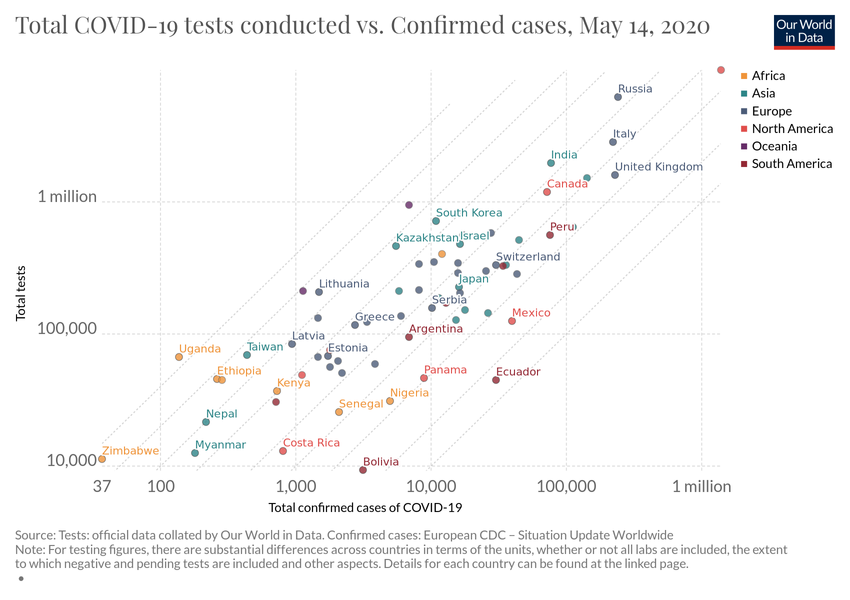 Total COVID-19 tests conducted vs. Confirmed cases, May 14, 2020
Our World
in Data
Africa
Asia
Europe
North America
Oceania
South America
Total tests
1 million
100,000
10,000
Russia
Italy
India
United Kingdom
Canada
South Korea
Peru
Kazakhstan
Israel
Switzerland
Lithuania
Japan
Serbia
Greece
Mexico
Argentina
Latvia
Uganda
Taiwan
Estonia
Ethiopia
Panama
Ecuador
Kenya
Nigeria
Senegal
Nepal
Myanmar
Costa Rica
Zimbabwe
Bolivia
37
100
1,000
10,000
100,000
1 million
Total confirmed cases of COVID-19
Source: Tests: official data collated by Our World in Data. Confirmed cases: European CDC – Situation Update Worldwide
Note: For testing figures, there are substantial differences across countries in terms of the units, whether or not all labs are included, the extent
to which negative and pending tests are included and other aspects. Details for each country can be found at the linked page.